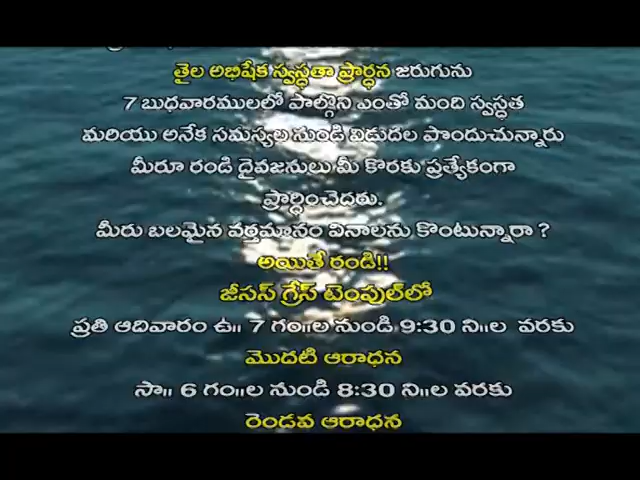 తైల అభిషేక స్వస్థతా ప్రార్ధన జరుగును
7 బుధవారములలో పాల్గొని ఎంతో మంది స్వస్థత
మరియు అనేక సమస్యల నుండి విడుదల పొందుచున్నారు
మీరూ రండి దైవజనులు మీ కొరకు ప్రత్యేకంగా
ప్రార్ధించెదరు.
మీరు బలమైన వర్తమానం వినాలను కొంటున్నారా ?
అయితే రండి!!
జీసస్ గ్రేస్ టెంపుల్‌లో
ప్రతి ఆదివారం ఉ॥ 7 గం॥ల నుండి 9:30 ని॥ల వరకు
మొదటి ఆరాధన
సా॥ 6 గం॥ల నుండి 8:30 ని॥ల వరకు
రెండవ ఆరాధన